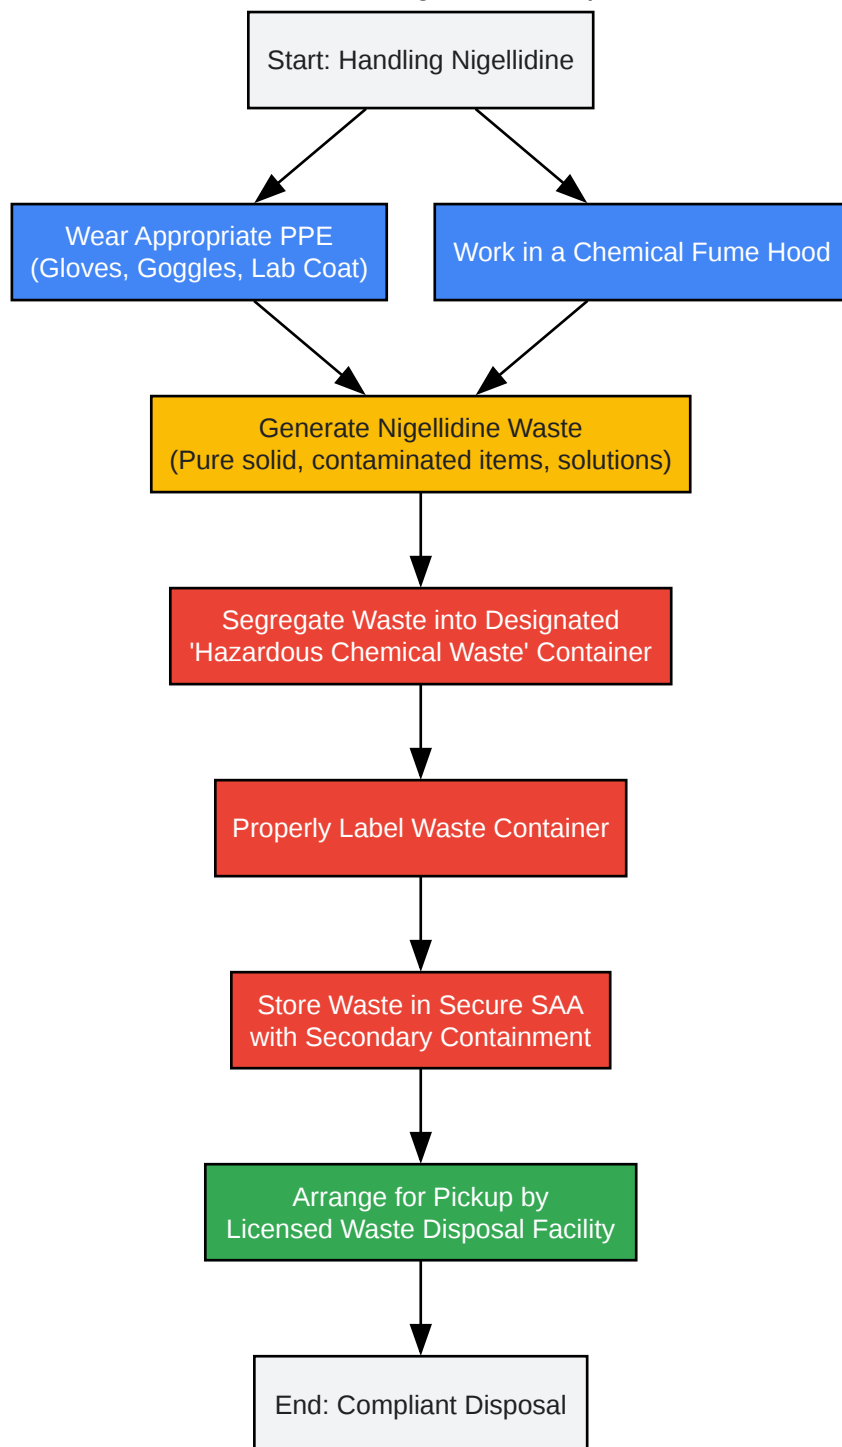 Start: Handling Nigellidine
Wear Appropriate PPE
(Gloves, Goggles, Lab Coat)
Work in a Chemical Fume Hood
Generate Nigellidine Waste
(Pure solid, contaminated items, solutions)
Segregate Waste into Designated
'Hazardous Chemical Waste' Container
Properly Label Waste Container
Store Waste in Secure SAA
with Secondary Containment
Arrange for Pickup by
Licensed Waste Disposal Facility
End: Compliant Disposal